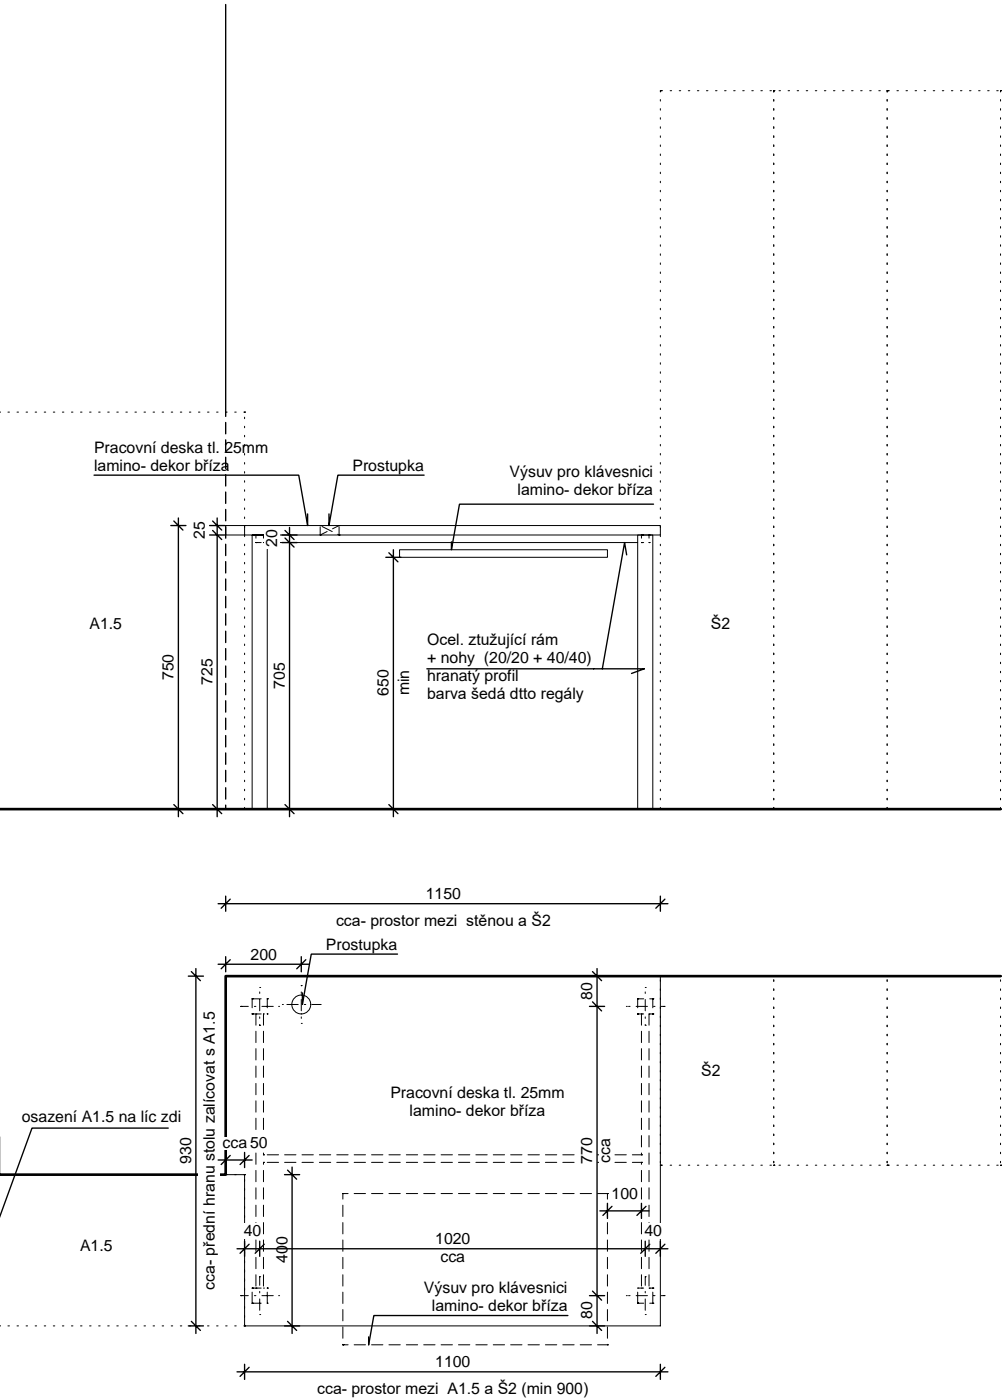 Pracovní deska tl. 25mm
lamino- dekor bříza
Prostupka
Výsuv pro klávesnici
lamino- dekor bříza
25
20
A1.5
Š2
750
725
705
650
min
Ocel. ztužující rám
+ nohy (20/20 + 40/40)
hranatý profil
barva šedá dtto regály
1150
cca- prostor mezi stěnou a Š2
Prostupka
200
80
Š2
Pracovní deska tl. 25mm
lamino- dekor bříza
osazení A1.5 na líc zdi
930
cca- přední hranu stolu zalícovat s A1.5
cca 50
770
cca
100
A1.5
40
400
1020
cca
40
Výsuv pro klávesnici
lamino- dekor bříza
80
1100
cca- prostor mezi A1.5 a Š2 (min 900)